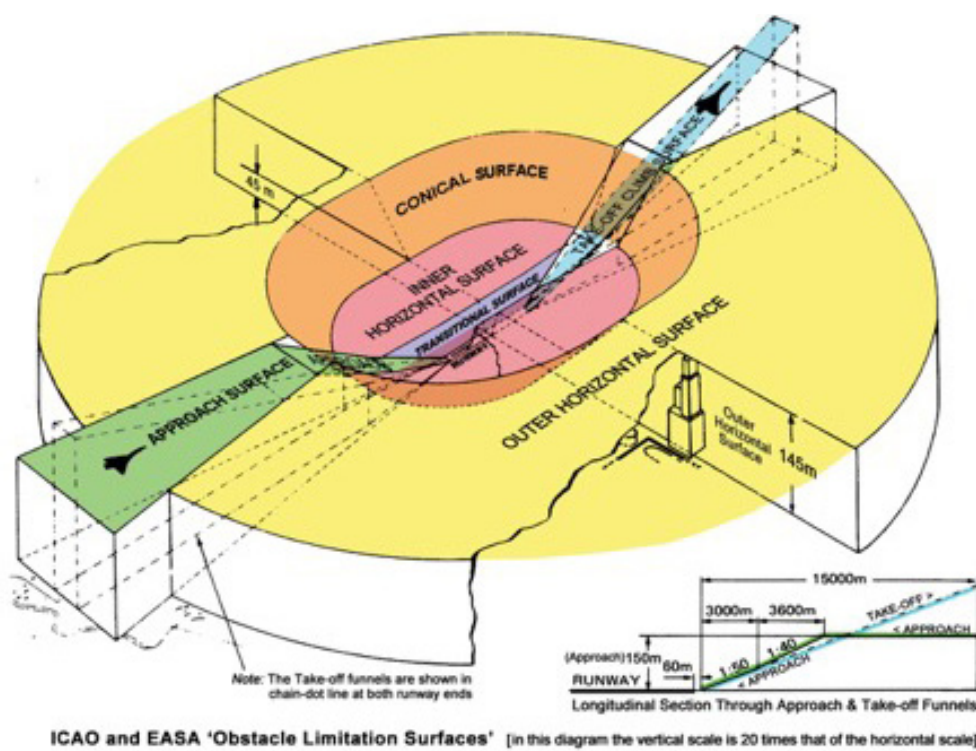 45 m
CONICAL SURFACE
TAKE-OFF CLIMB SURFACE
INNER
HORIZONTAL SURFACE
TRANSITIONAL SURFACE
APPROACH SURFACE
OUTER HORIZONTAL SURFACE
Outer
Horizontal
Surface
145m
15000m
3000m
3600m
TAKE-OFF >
< APPROACH
(Approach)
150m
60m
1:50
1:40
< APPROACH
RUNWAY
Longitudinal Section Through Approach & Take-off Funnels
Note: The Take-off funnels are shown in
chain-dot line at both runway ends
ICAO and EASA 'Obstacle Limitation Surfaces' [in this diagram the vertical scale is 20 times that of the horizontal scale